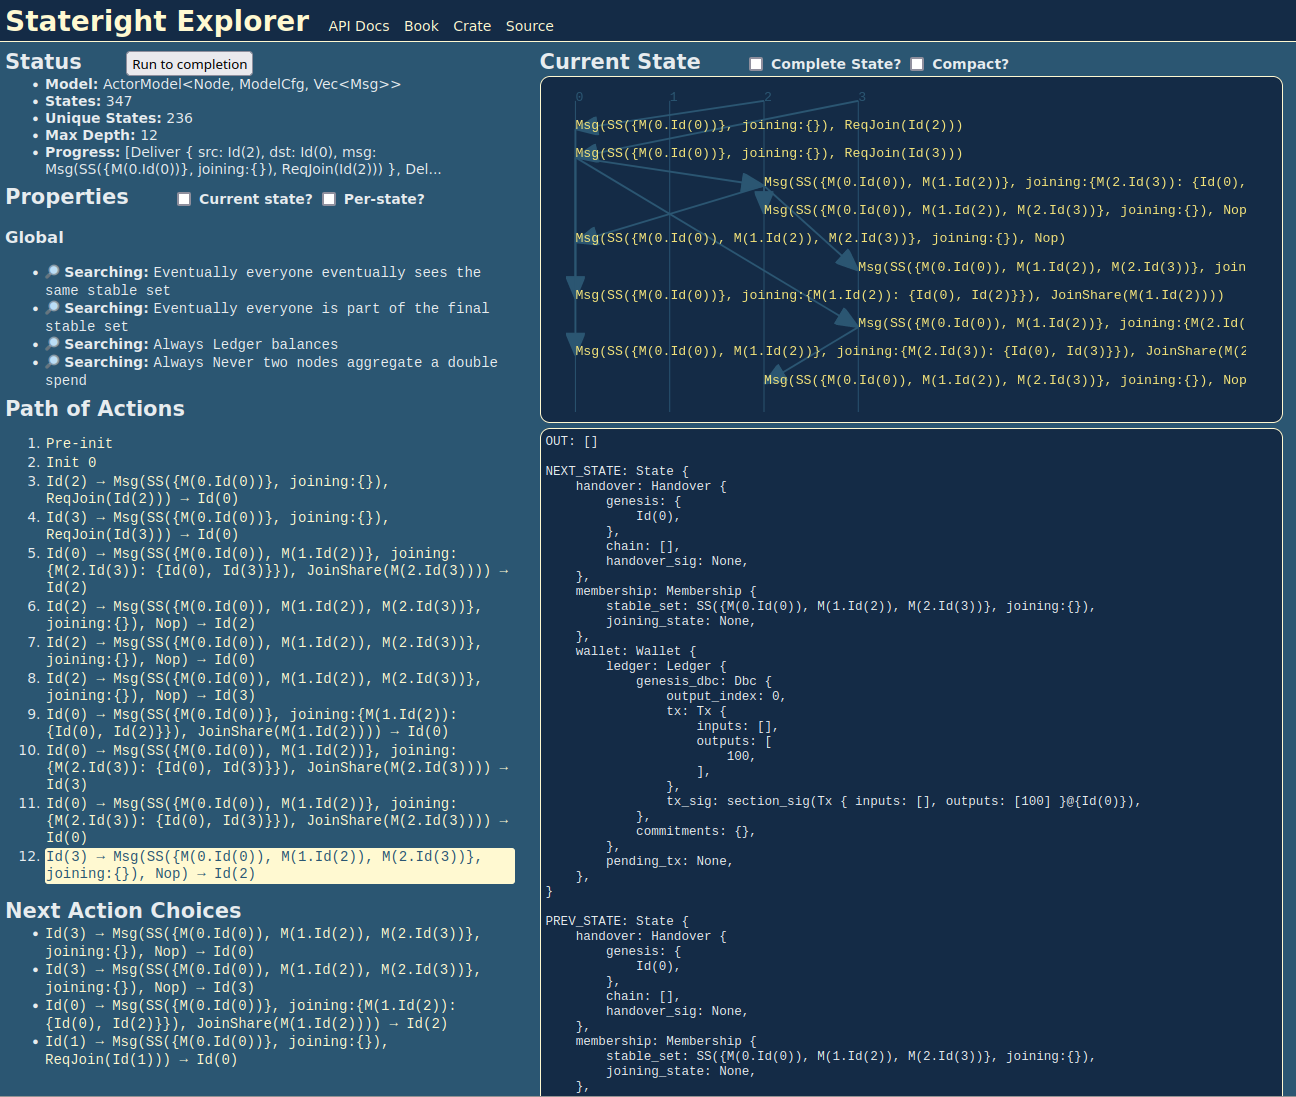 Stateright Explorer API Docs Book Crate Source
Status Run to completion
• Model: ActorModel<Node, ModelCfg, Vec<Msg>>
• States: 347
• Unique States: 236
• Max Depth: 12
• Progress: [Deliver { src: Id(2), dst: Id(0), msg:
Msg(SS({M(0.Id(0))}, joining:{}), ReqJoin(Id(2))) }, Del...
Properties Current state? Per-state?
Global
• 🔎 Searching: Eventually everyone eventually sees the
same stable set
• 🔎 Searching: Eventually everyone is part of the final
stable set
• 🔎 Searching: Always Ledger balances
• 🔎 Searching: Always Never two nodes aggregate a double
spend
Path of Actions
1. Pre-init
2. Init 0
3. Id(2) → Msg(SS({M(0.Id(0))}, joining:{}),
ReqJoin(Id(2))) → Id(0)
4. Id(3) → Msg(SS({M(0.Id(0))}, joining:{}),
ReqJoin(Id(3))) → Id(0)
5. Id(0) → Msg(SS({M(0.Id(0)), M(1.Id(2))}, joining:
{M(2.Id(3)): {Id(0), Id(3)}}), JoinShare(M(2.Id(3)))) →
Id(2)
6. Id(2) → Msg(SS({M(0.Id(0)), M(1.Id(2)), M(2.Id(3))},
joining:{}), Nop) → Id(2)
7. Id(2) → Msg(SS({M(0.Id(0)), M(1.Id(2)), M(2.Id(3))},
joining:{}), Nop) → Id(0)
8. Id(2) → Msg(SS({M(0.Id(0)), M(1.Id(2)), M(2.Id(3))},
joining:{}), Nop) → Id(3)
9. Id(0) → Msg(SS({M(0.Id(0))}, joining:{M(1.Id(2)):
{Id(0), Id(2)}}), JoinShare(M(1.Id(2)))) → Id(0)
10. Id(0) → Msg(SS({M(0.Id(0)), M(1.Id(2))}, joining:
{M(2.Id(3)): {Id(0), Id(3)}}), JoinShare(M(2.Id(3)))) →
Id(3)
11. Id(0) → Msg(SS({M(0.Id(0)), M(1.Id(2))}, joining:
{M(2.Id(3)): {Id(0), Id(3)}}), JoinShare(M(2.Id(3)))) →
Id(0)
12. Id(3) → Msg(SS({M(0.Id(0)), M(1.Id(2)), M(2.Id(3))},
joining:{}), Nop) → Id(2)
Next Action Choices
• Id(3) → Msg(SS({M(0.Id(0)), M(1.Id(2)), M(2.Id(3))},
joining:{}), Nop) → Id(0)
• Id(3) → Msg(SS({M(0.Id(0)), M(1.Id(2)), M(2.Id(3))},
joining:{}), Nop) → Id(3)
• Id(0) → Msg(SS({M(0.Id(0))}, joining:{M(1.Id(2)):
{Id(0), Id(2)}}), JoinShare(M(1.Id(2)))) → Id(2)
• Id(1) → Msg(SS({M(0.Id(0))}, joining:{}),
ReqJoin(Id(1))) → Id(0)
Current State Complete State? Compact?
0 1 2 3
Msg(SS({M(0.Id(0))}, joining:{}), ReqJoin(Id(2)))
Msg(SS({M(0.Id(0))}, joining:{}), ReqJoin(Id(3)))
Msg(SS({M(0.Id(0)), M(1.Id(2))}, joining:{M(2.Id(3)): {Id(0),
Msg(SS({M(0.Id(0)), M(1.Id(2)), M(2.Id(3))}, joining:{}), Nop
Msg(SS({M(0.Id(0)), M(1.Id(2)), M(2.Id(3))}, joining:{}), Nop)
Msg(SS({M(0.Id(0)), M(1.Id(2)), M(2.Id(3))}, join
Msg(SS({M(0.Id(0))}, joining:{M(1.Id(2)): {Id(0), Id(2)}}), JoinShare(M(1.Id(2))))
Msg(SS({M(0.Id(0)), M(1.Id(2))}, joining:{M(2.Id(
Msg(SS({M(0.Id(0)), M(1.Id(2))}, joining:{M(2.Id(3)): {Id(0), Id(3)}}), JoinShare(M(2
Msg(SS({M(0.Id(0)), M(1.Id(2)), M(2.Id(3))}, joining:{}), Nop
OUT: []
NEXT_STATE: State {
handover: Handover {
genesis: {
Id(0),
},
chain: [],
handover_sig: None,
},
membership: Membership {
stable_set: SS({M(0.Id(0)), M(1.Id(2)), M(2.Id(3))}, joining:{}),
joining_state: None,
},
wallet: Wallet {
ledger: Ledger {
genesis_dbc: Dbc {
output_index: 0,
tx: Tx {
inputs: [],
outputs: [
100,
],
},
tx_sig: section_sig(Tx { inputs: [], outputs: [100] }@{Id(0)}),
},
commitments: {},
},
pending_tx: None,
},
}
PREV_STATE: State {
handover: Handover {
genesis: {
Id(0),
},
chain: [],
handover_sig: None,
},
membership: Membership {
stable_set: SS({M(0.Id(0)), M(1.Id(2)), M(2.Id(3))}, joining:{}),
joining_state: None,
},